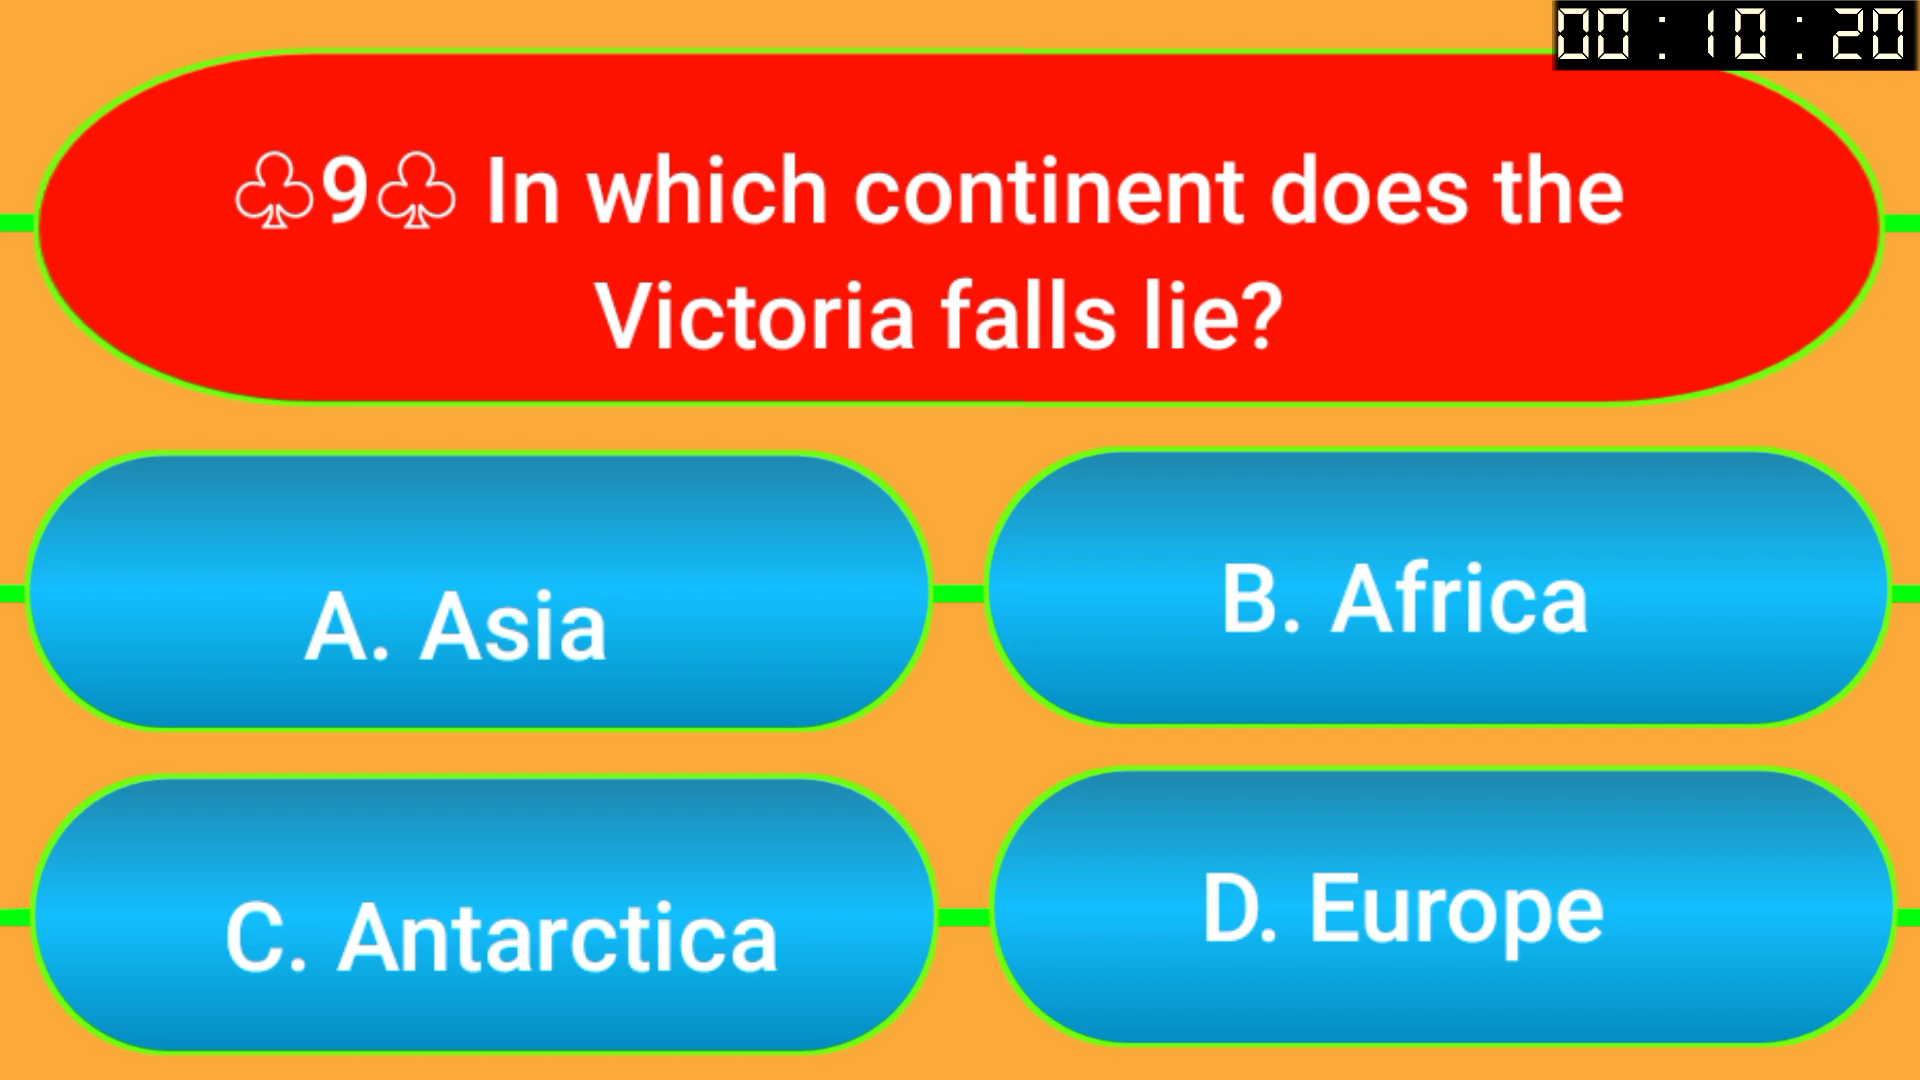 00:10:20
♧9♧ In which continent does the
Victoria falls lie?
A. Asia
B. Africa
C. Antarctica
D. Europe